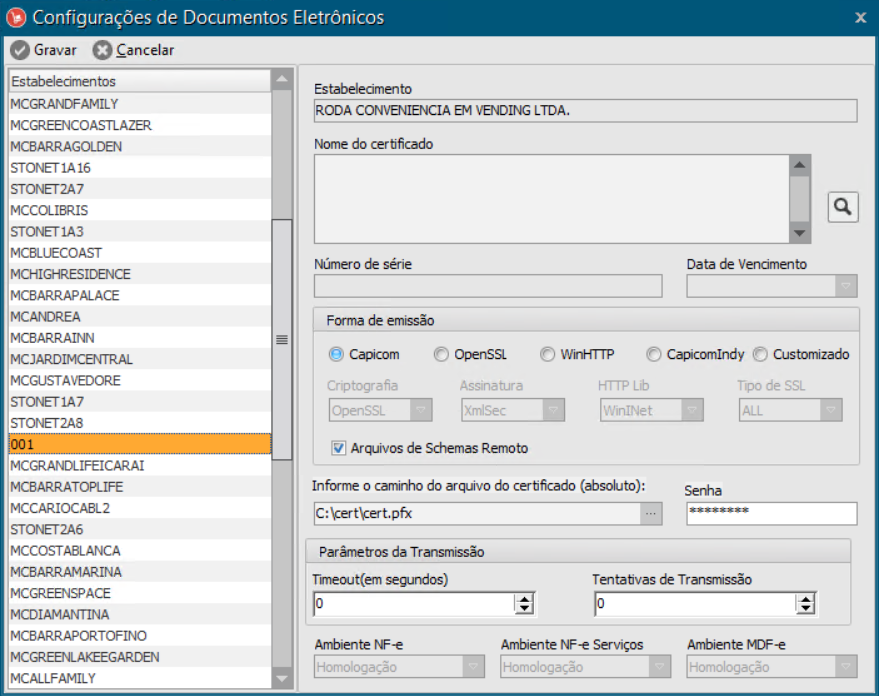 Configurações de Documentos Eletrônicos
Gravar Cancelar
Estabelecimentos
MCGRANDFAMILY
MCGREENCOASTLAZER
MCBARRAGOLDEN
STONET1A16
STONET2A7
MCCOLIBRIS
STONET1A3
MCBLUECOAST
MCHIGHRESIDENCE
MCBARRAPALACE
MCANDREA
MCBARRAINN
MCJARDIMCENTRAL
MCGUSTAVEDORE
STONET1A7
STONET2A8
001
MCGRANDLIFEICARAI
MCBARRATOPLIFE
MCCARIOCABL2
STONET2A6
MCCOSTABLANCA
MCBARRAMARINA
MCGREENSPACE
MCDIAMANTINA
MCBARRAPORTOFINO
MCGREENLAKEEGARDEN
MCALLFAMILY
Estabelecimento
RODA CONVENIENCIA EM VENDING LTDA.
Nome do certificado
Número de série Data de Vencimento
Forma de emissão
Capicom OpenSSL WinHTTP CapicomIndy Customizado
Criptografia Assinatura HTTP Lib Tipo de SSL
OpenSSL XmlSec WinINet ALL
Arquivos de Schemas Remoto
Informe o caminho do arquivo do certificado (absoluto): Senha
C:\cert\cert.pfx ... ********
Parâmetros da Transmissão
Timeout(em segundos) Tentativas de Transmissão
0 0
Ambiente NF-e Ambiente NF-e Serviços Ambiente MDF-e
Homologação Homologação Homologação